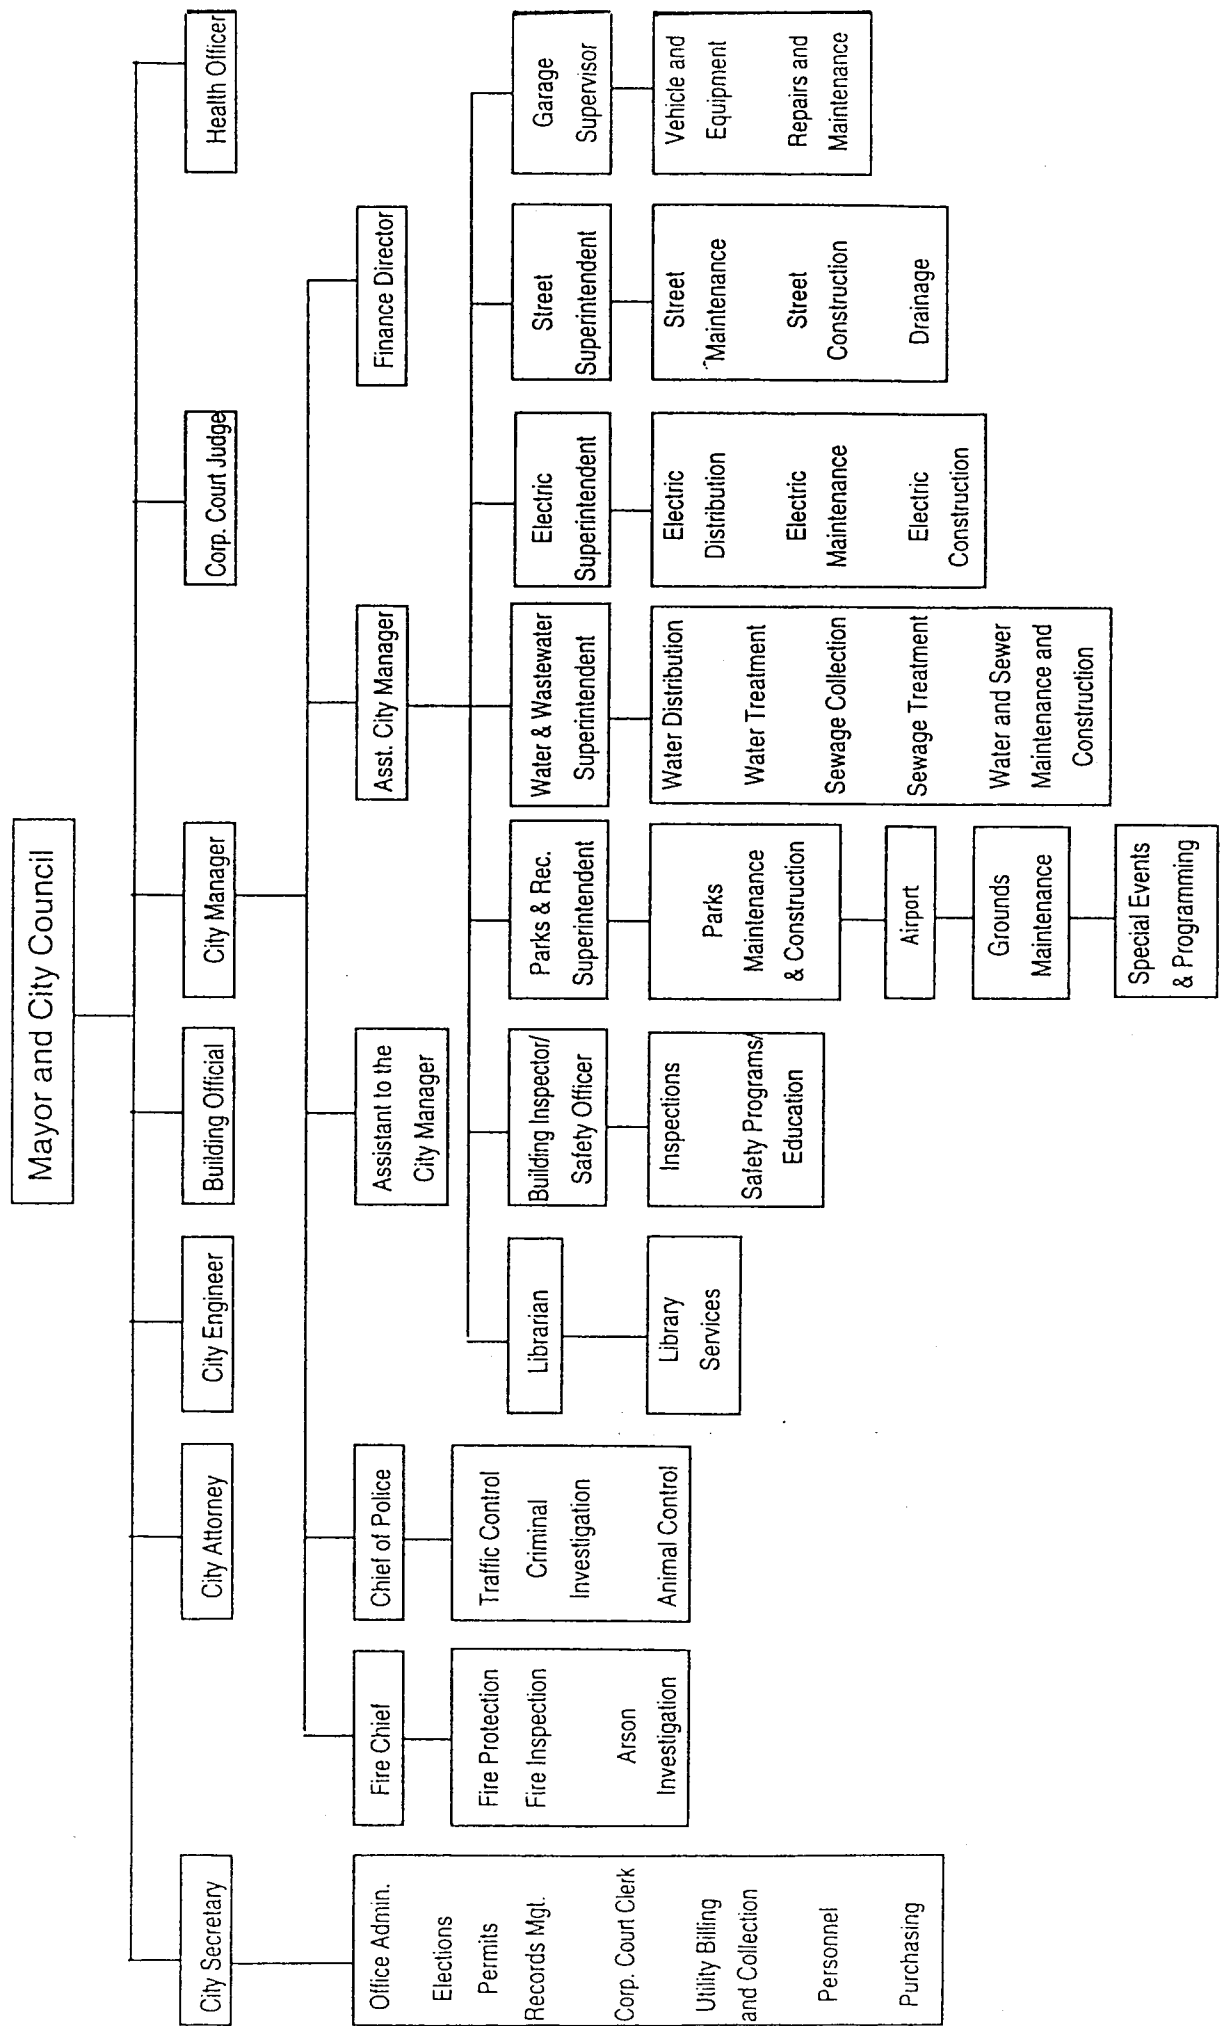 Mayor and City Council
City Secretary
City Attorney
City Engineer
Building Official
City Manager
Corp. Court Judge
Health Officer
Office Admin.
Elections
Permits
Records Mgt.
Corp. Court Clerk
Utility Billing
and Collection
Personnel
Purchasing
Fire Chief
Chief of Police
Assistant to the
City Manager
Asst. City Manager
Finance Director
Fire Protection
Fire Inspection
Arson
Investigation
Traffic Control
Criminal
Investigation
Animal Control
Librarian
Building Inspector/
Safety Officer
Parks & Rec.
Superintendent
Water & Wastewater
Superintendent
Electric
Superintendent
Street
Superintendent
Garage
Supervisor
Library
Services
Inspections
Safety Programs/
Education
Parks
Maintenance
& Construction
Airport
Grounds
Maintenance
Special Events
& Programming
Water Distribution
Water Treatment
Sewage Collection
Sewage Treatment
Water and Sewer
Maintenance and
Construction
Electric
Distribution
Electric
Maintenance
Electric
Construction
Street
Maintenance
Street
Construction
Drainage
Vehicle and
Equipment
Repairs and
Maintenance